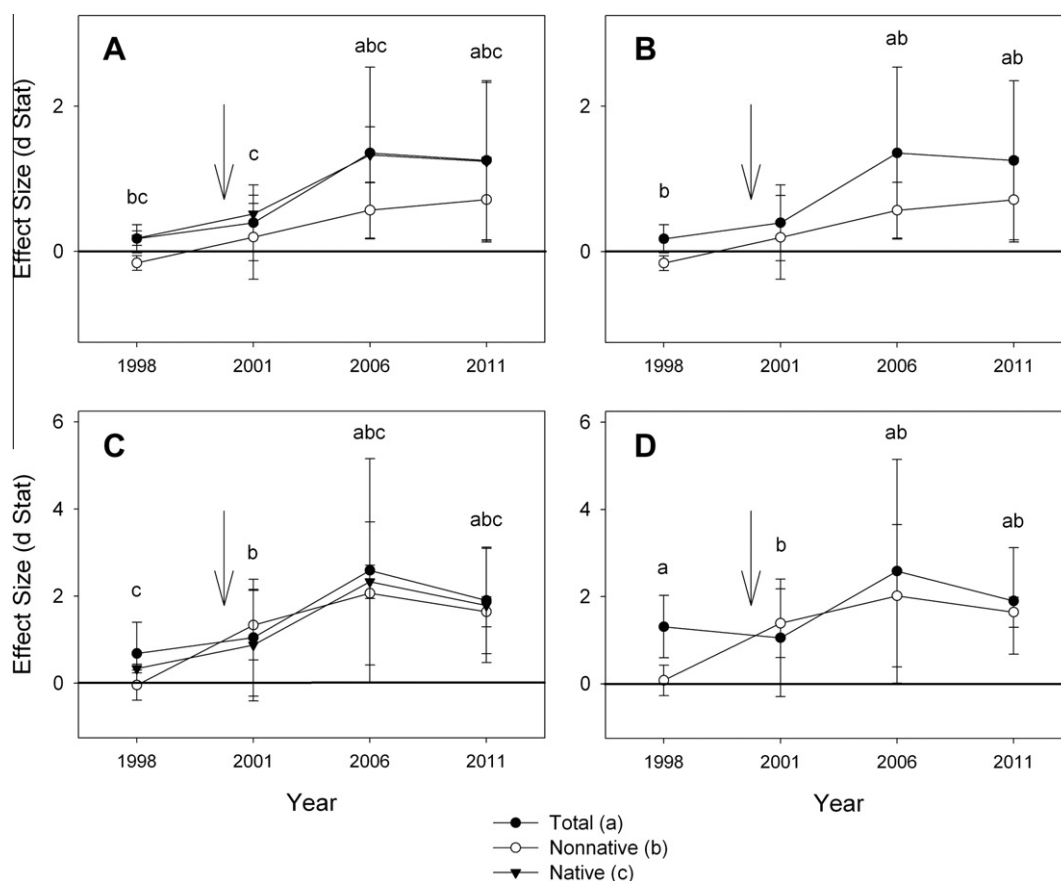 A
B
abc
abc
ab
ab
c
bc
b
Effect Size (d Stat)
2
0
2
0
1998
2001
2006
2011
1998
2001
2006
2011
C
D
abc
abc
ab
ab
b
c
b
a
Effect Size (d Stat)
6
4
2
0
6
4
2
0
1998
2001
2006
2011
1998
2001
2006
2011
Year
Year
Total (a)
Nonnative (b)
Native (c)